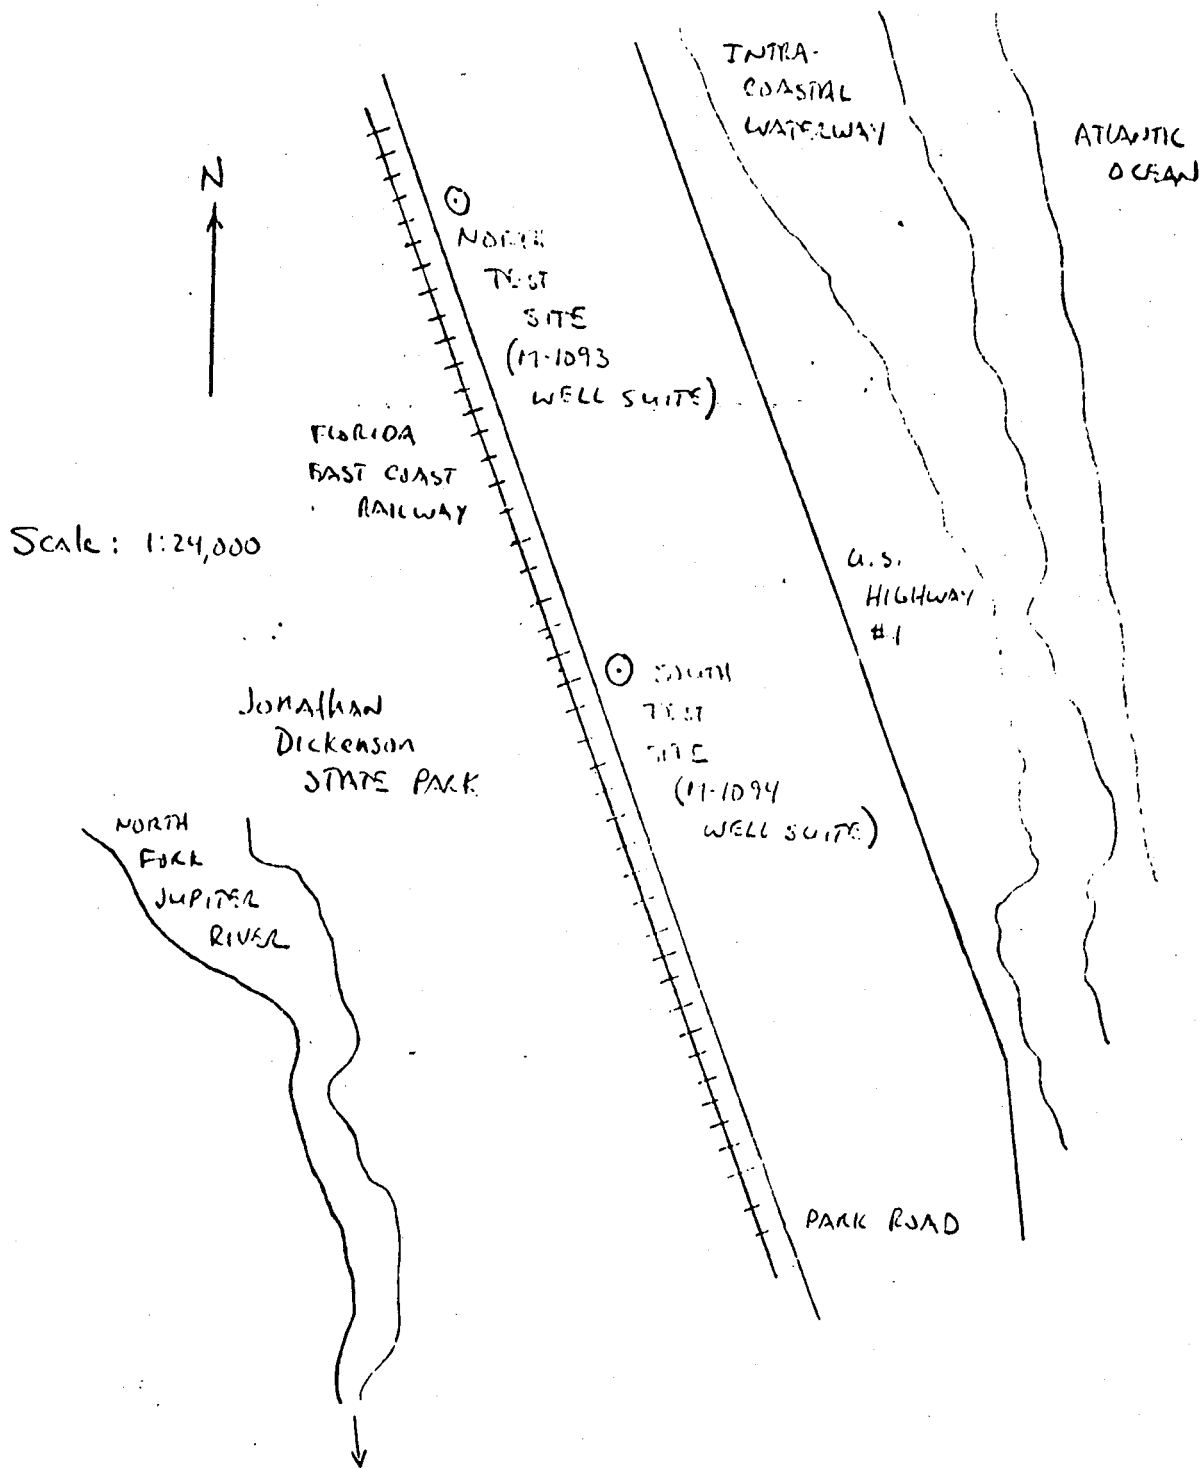 INTRA-
COASTAL
WATERWAY
ATLANTIC
OCEAN
N
NORTH
TEST
SITE
(M-1093
WELL SUITE)
FLORIDA
EAST COAST
RAILWAY
Scale: 1:24,000
U.S.
HIGHWAY
#1
SOUTH
TEST
SITE
(M-1094
WELL SUITE)
Jonathan
Dickenson
STATE PARK
NORTH
FORK
JUPITER
RIVER
PARK ROAD